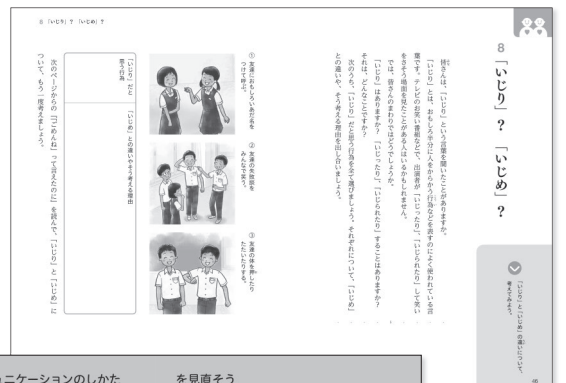 8 「いじり」? 「いじめ」?
8
「いじり」? 「いじめ」?
「いじり」と「いじめ」の違いについて、
考えてみよう。
皆さんは、「いじり」という言葉を聞いたことがありますか。
「いじり」とは、おもしろ半分に人をからかう行為などを表すのによく使われている言
葉です。テレビのお笑い番組などで、出演者が「いじったり」、「いじられたり」して笑い
をさそう場面を見たことがある人はいるかもしれません。
では、皆さんのまわりではどうでしょうか。
「いじり」はありますか?「いじったり」、「いじられたり」することはありますか?
それは、どんなことですか?
次のうち、「いじり」だと思う行為を全て選びましょう。それぞれについて、「いじめ」
との違いや、そう考える理由を出し合いましょう。
① 友達におもしろいあだ名を
つけて呼ぶ。
② 友達の失敗談を
みんなで笑う。
③ 友達の体を押したり
たたいたりする。
「いじり」だと
思う行為
「いじめ」との違いやそう考える理由
次のページからの「『ごめんね』って言えたのに」を読んで、「いじり」と「いじめ」に
ついて、もう一度考えましょう。
ュニケーションのしかた を見直そう